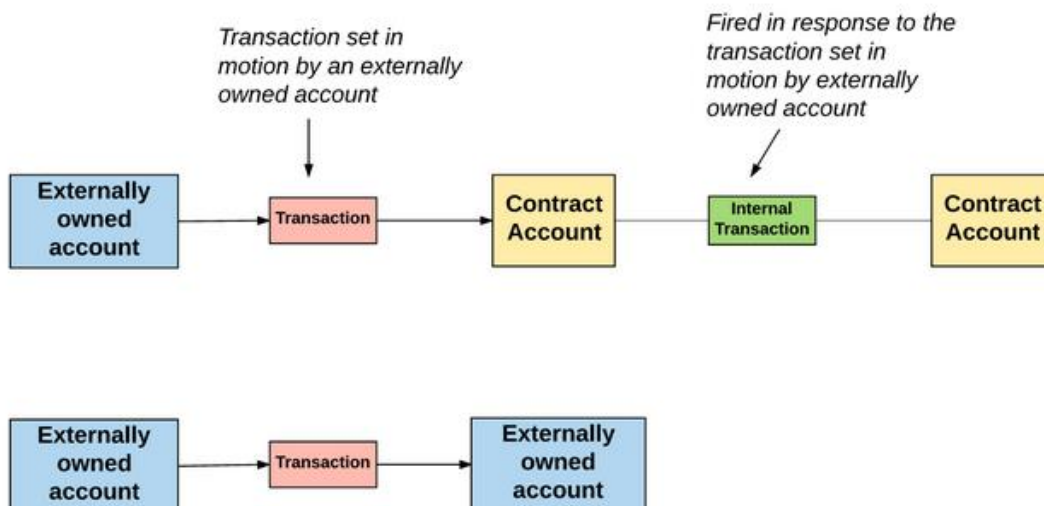 Transaction set in
motion by an externally
owned account
Fired in response to the
transaction set in
motion by externally
owned account
Externally
owned
account
Transaction
Contract
Account
Internal
Transaction
Contract
Account
Externally
owned
account
Transaction
Externally
owned
account